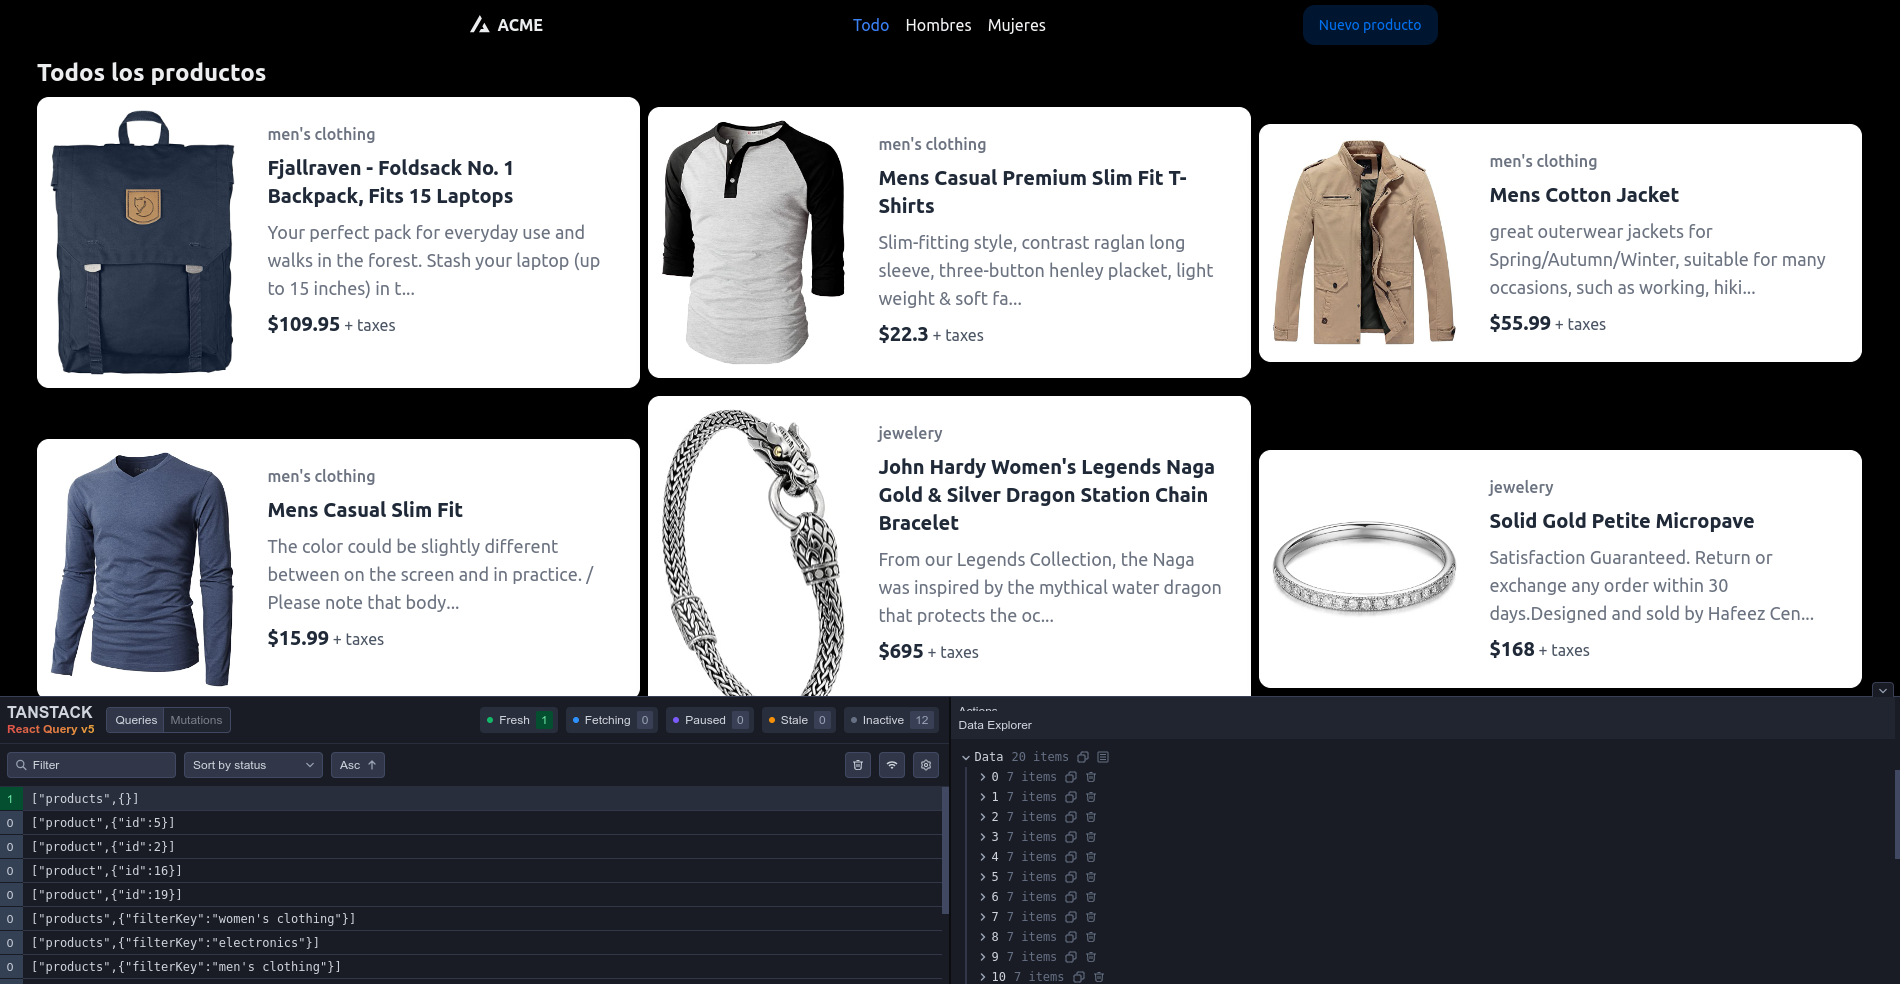 ACME
Todo
Hombres
Mujeres
Nuevo producto
Todos los productos
men's clothing
Fjallraven - Foldsack No. 1
Backpack, Fits 15 Laptops
Your perfect pack for everyday use and
walks in the forest. Stash your laptop (up
to 15 inches) in t...
$109.95 + taxes
men's clothing
Mens Casual Premium Slim Fit T-
Shirts
Slim-fitting style, contrast raglan long
sleeve, three-button henley placket, light
weight & soft fa...
$22.3 + taxes
men's clothing
Mens Cotton Jacket
great outerwear jackets for
Spring/Autumn/Winter, suitable for many
occasions, such as working, hiki...
$55.99 + taxes
men's clothing
Mens Casual Slim Fit
The color could be slightly different
between on the screen and in practice. /
Please note that body...
$15.99 + taxes
jewelery
John Hardy Women's Legends Naga
Gold & Silver Dragon Station Chain
Bracelet
From our Legends Collection, the Naga
was inspired by the mythical water dragon
that protects the oc...
$695 + taxes
jewelery
Solid Gold Petite Micropave
Satisfaction Guaranteed. Return or
exchange any order within 30
days.Designed and sold by Hafeez Cen...
$168 + taxes
TANSTACK
React Query v5
Queries
Mutations
Fresh 1
Fetching 0
Paused 0
Stale 0
Inactive 12
Filter
Sort by status
Asc
1 ["products",{}]
0 ["product",{"id":5}]
0 ["product",{"id":2}]
0 ["product",{"id":16}]
0 ["product",{"id":19}]
0 ["products",{"filterKey":"women's clothing"}]
0 ["products",{"filterKey":"electronics"}]
0 ["products",{"filterKey":"men's clothing"}]
Actions
Data Explorer
Data 20 items
0 7 items
1 7 items
2 7 items
3 7 items
4 7 items
5 7 items
6 7 items
7 7 items
8 7 items
9 7 items
10 7 items